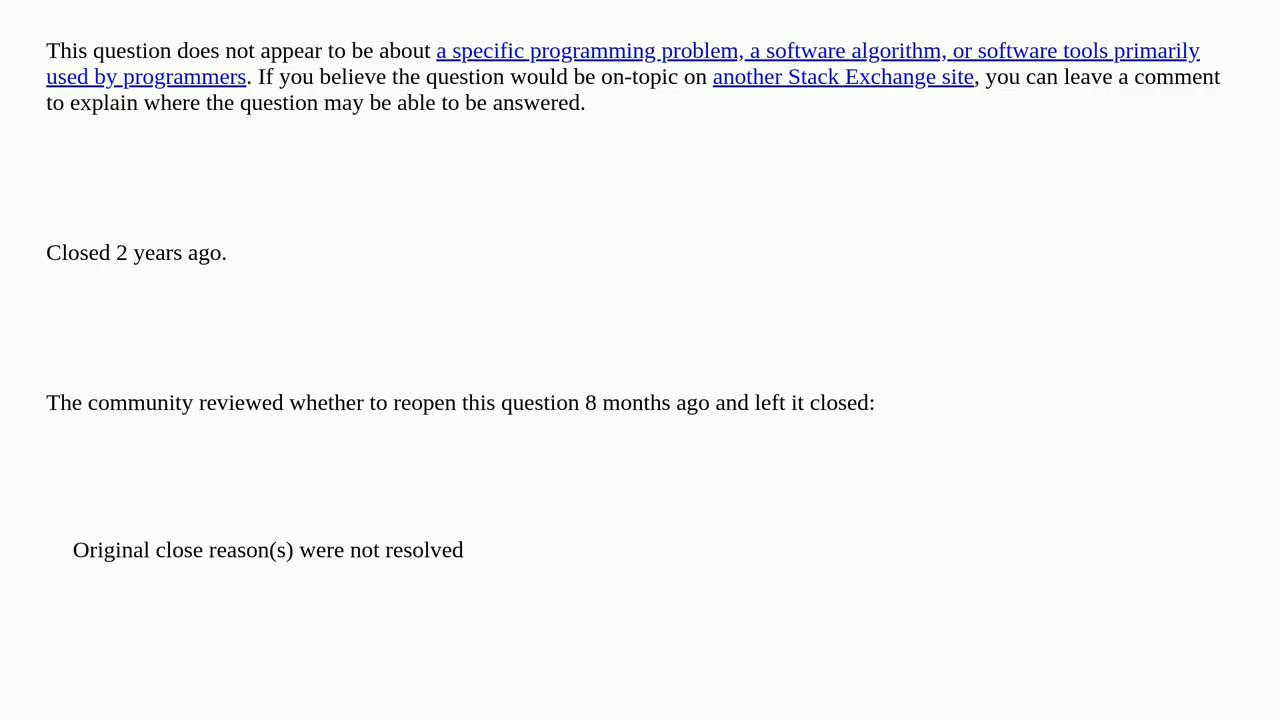 This question does not appear to be about a specific programming problem, a software algorithm, or software tools primarily
used by programmers. If you believe the question would be on-topic on another Stack Exchange site, you can leave a comment
to explain where the question may be able to be answered.
Closed 2 years ago.
The community reviewed whether to reopen this question 8 months ago and left it closed:
Original close reason(s) were not resolved